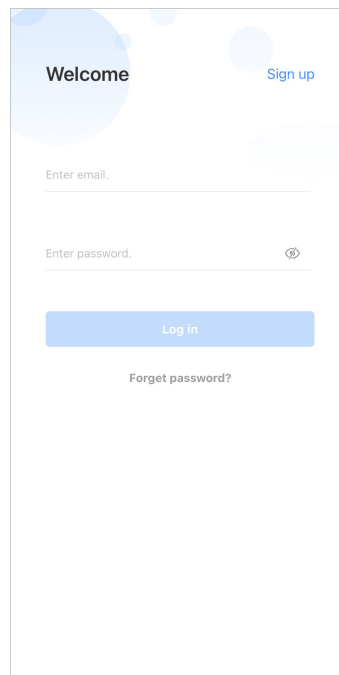 Welcome
Sign up
Enter email.
Enter password.
Log in
Forget password?